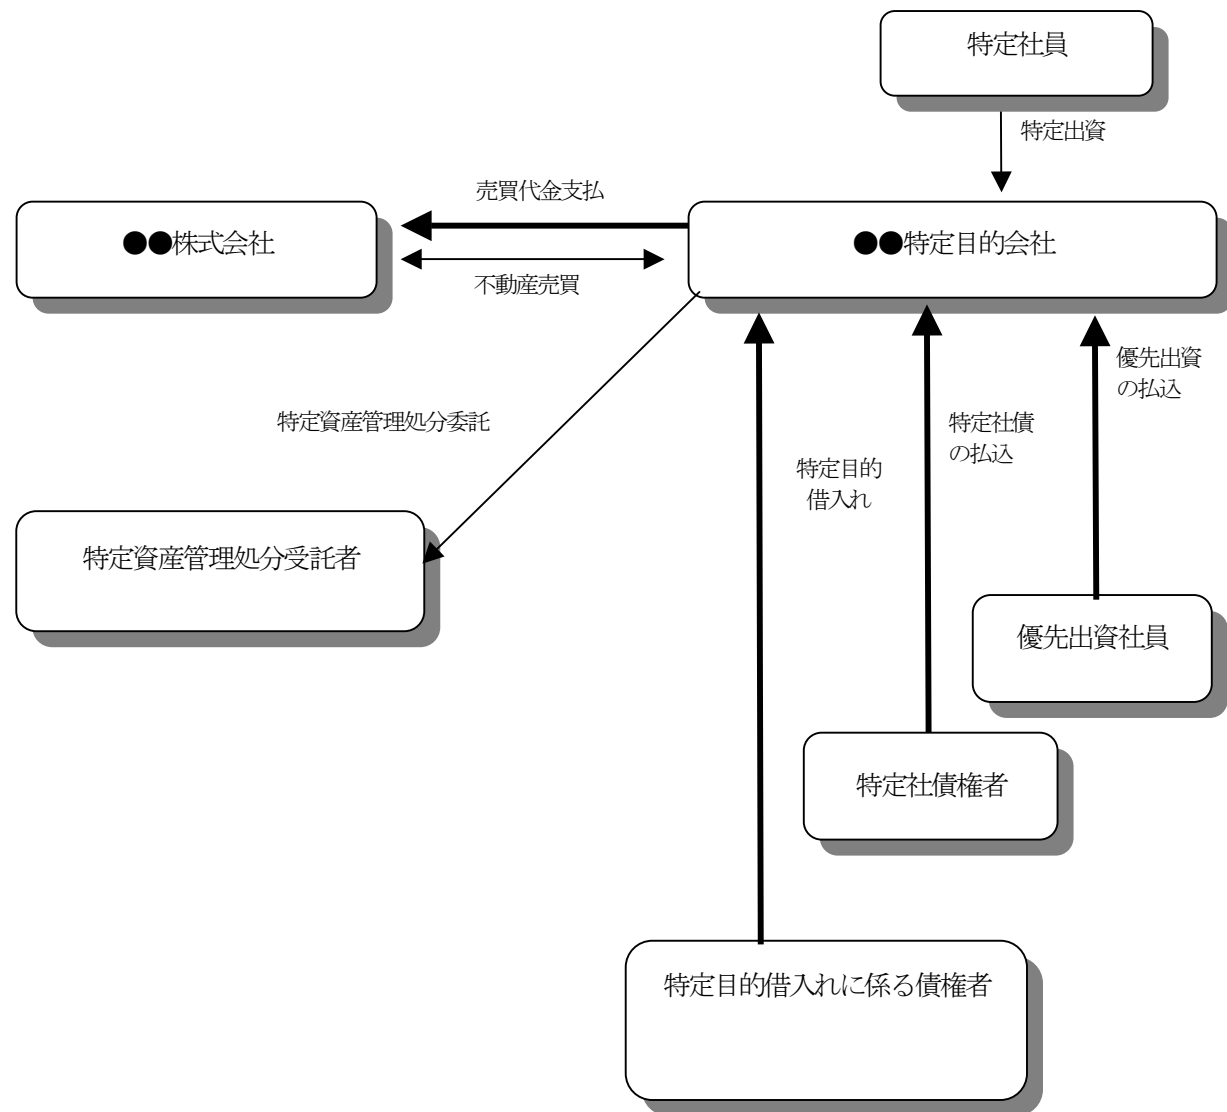 特定社員
特定出資
売買代金支払
●●株式会社
●●特定目的会社
不動産売買
優先出資
の払込
特定資産管理処分委託
特定社債
の払込
特定目的
借入れ
特定資産管理処分受託者
優先出資社員
特定社債権者
特定目的借入れに係る債権者